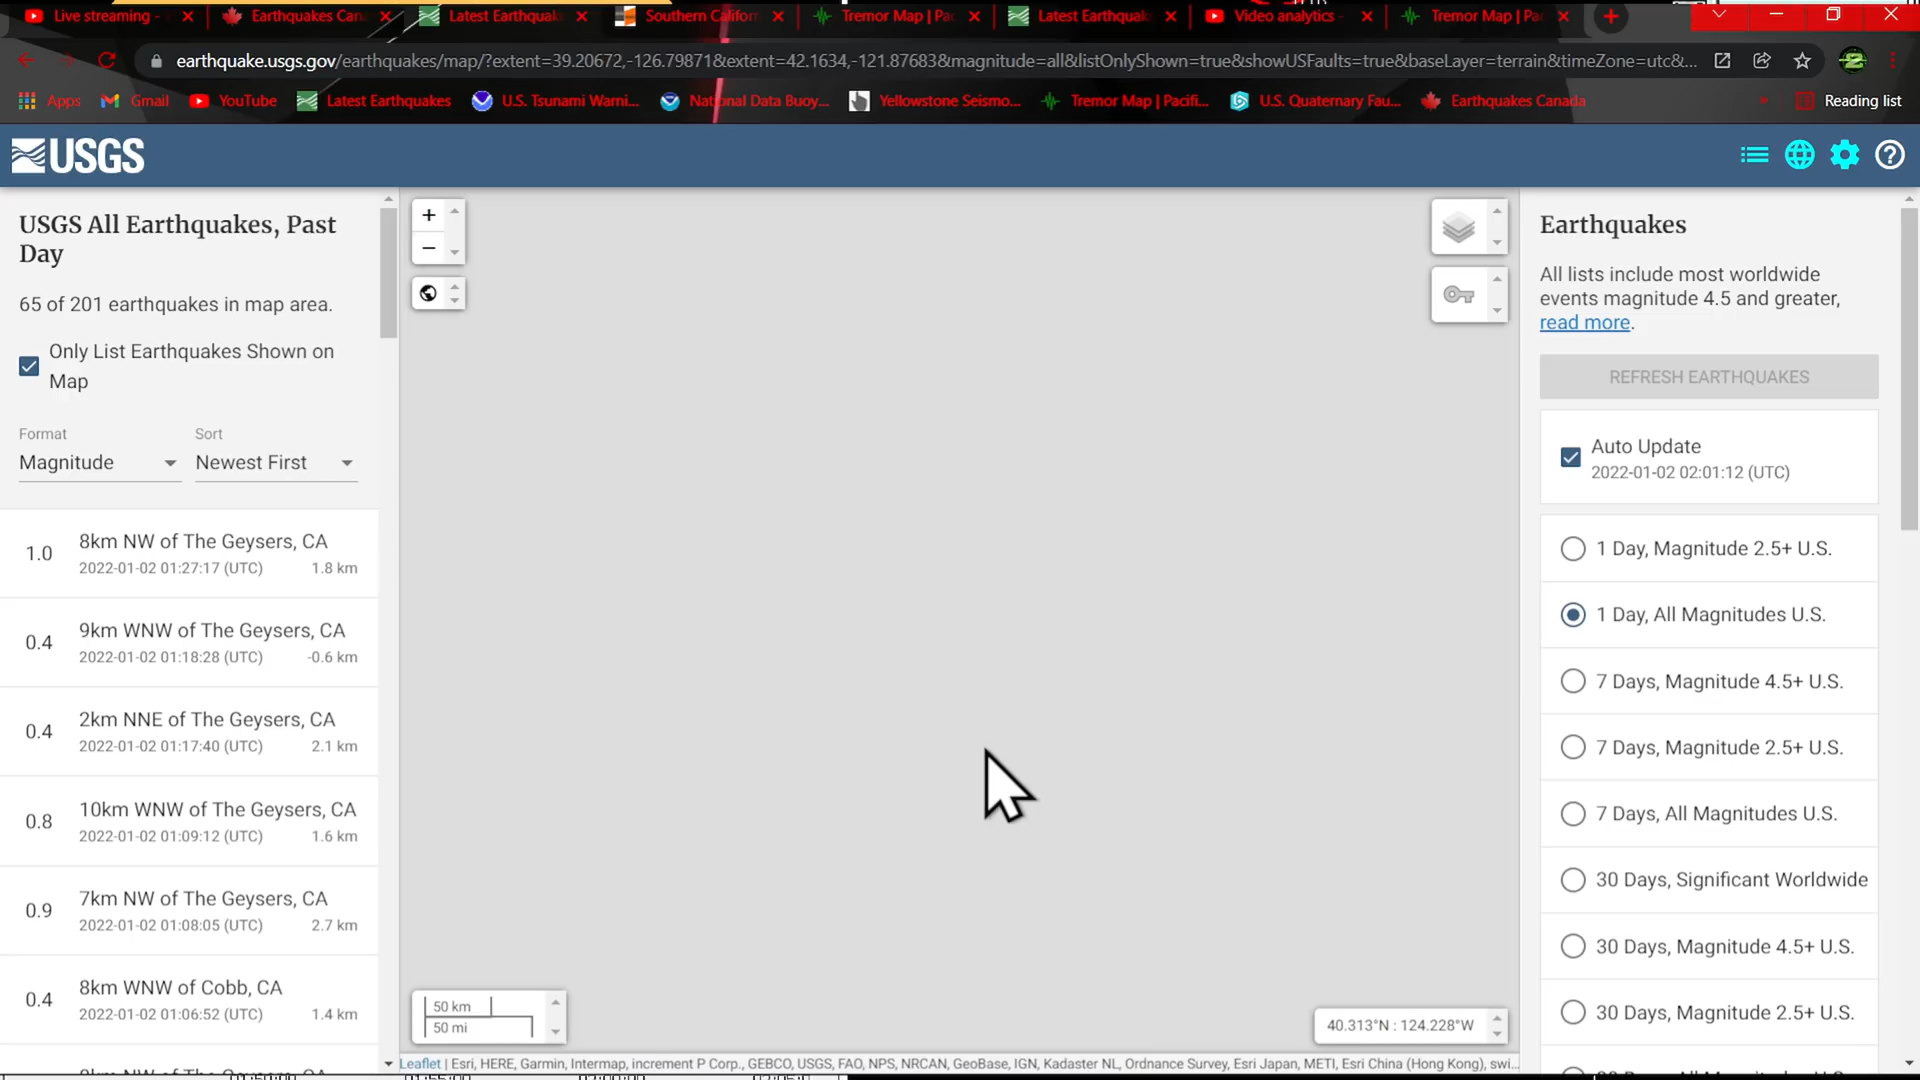 Live streaming -
Earthquakes Can
Latest Earthquak
Southern Californ
Tremor Map | Pac
Latest Earthquak
Video analytics -
Tremor Map | Pac
earthquake.usgs.gov/earthquakes/map/?extent=39.20672,-126.79871&extent=42.1634,-121.87683&magnitude=all&listOnlyShown=true&showUSFaults=true&baseLayer=terrain&timeZone=utc&...
Apps
Gmail
YouTube
Latest Earthquakes
U.S. Tsunami Warni...
National Data Buoy...
Yellowstone Seismo...
Tremor Map | Pacifi...
U.S. Quaternary Fau...
Earthquakes Canada
Reading list
USGS
USGS All Earthquakes, Past
Day
65 of 201 earthquakes in map area.
Only List Earthquakes Shown on
Map
Format
Sort
Magnitude
Newest First
1.0
8km NW of The Geysers, CA
2022-01-02 01:27:17 (UTC)
1.8 km
0.4
9km WNW of The Geysers, CA
2022-01-02 01:18:28 (UTC)
-0.6 km
0.4
2km NNE of The Geysers, CA
2022-01-02 01:17:40 (UTC)
2.1 km
0.8
10km WNW of The Geysers, CA
2022-01-02 01:09:12 (UTC)
1.6 km
0.9
7km NW of The Geysers, CA
2022-01-02 01:08:05 (UTC)
2.7 km
0.4
8km WNW of Cobb, CA
2022-01-02 01:06:52 (UTC)
1.4 km
+
−
50 km
50 mi
40.313°N : 124.228°W
Leaflet | Esri, HERE, Garmin, Intermap, increment P Corp., GEBCO, USGS, FAO, NPS, NRCAN, GeoBase, IGN, Kadaster NL, Ordnance Survey, Esri Japan, METI, Esri China (Hong Kong), swi...
Earthquakes
All lists include most worldwide
events magnitude 4.5 and greater,
read more.
REFRESH EARTHQUAKES
Auto Update
2022-01-02 02:01:12 (UTC)
1 Day, Magnitude 2.5+ U.S.
1 Day, All Magnitudes U.S.
7 Days, Magnitude 4.5+ U.S.
7 Days, Magnitude 2.5+ U.S.
7 Days, All Magnitudes U.S.
30 Days, Significant Worldwide
30 Days, Magnitude 4.5+ U.S.
30 Days, Magnitude 2.5+ U.S.